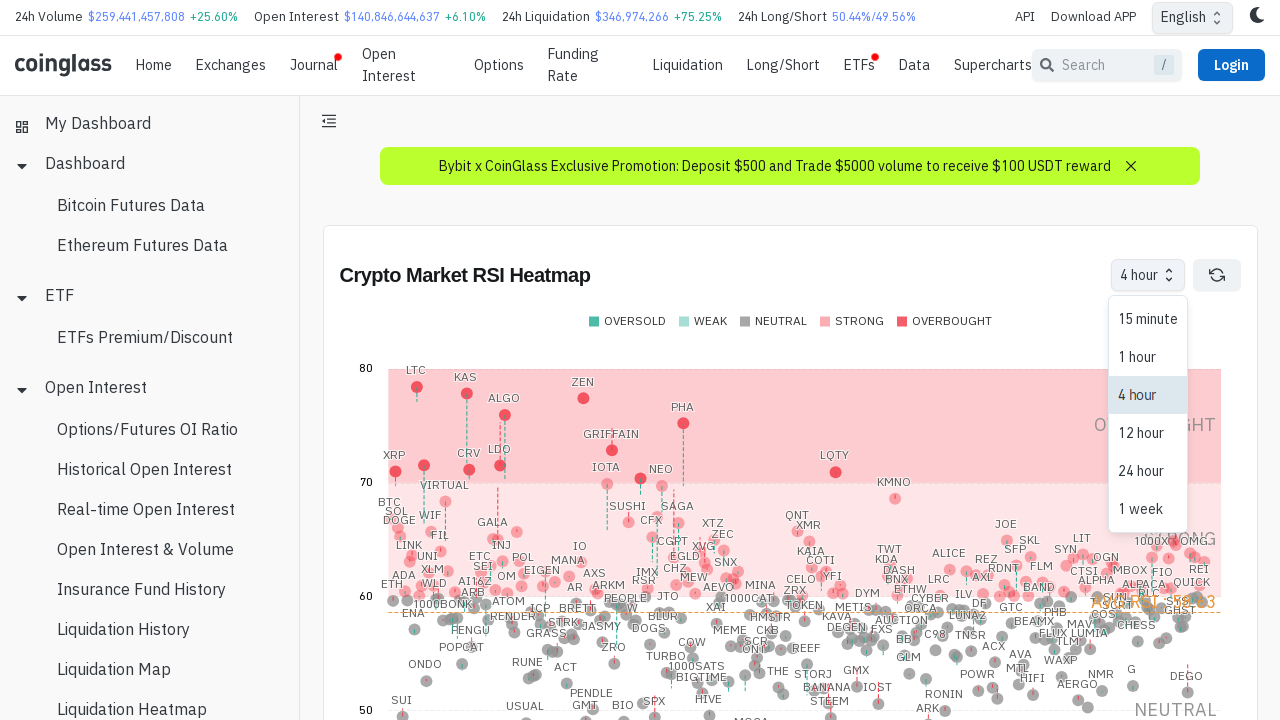 24h Volume $259,441,457,808 +25.60% Open Interest $140,846,644,637 +6.10% 24h Liquidation $346,974,266 +75.25% 24h Long/Short 50.44%/49.56% API Download APP English
coinglass Home Exchanges Journal Open Interest Options Funding Rate Liquidation Long/Short ETFs Data Supercharts Search / Login
My Dashboard
Dashboard
Bitcoin Futures Data
Ethereum Futures Data
ETF
ETFs Premium/Discount
Open Interest
Options/Futures OI Ratio
Historical Open Interest
Real-time Open Interest
Open Interest & Volume
Insurance Fund History
Liquidation History
Liquidation Map
Liquidation Heatmap
Bybit x CoinGlass Exclusive Promotion: Deposit $500 and Trade $5000 volume to receive $100 USDT reward
Crypto Market RSI Heatmap
4 hour
15 minute
1 hour
4 hour
12 hour
24 hour
1 week
OVERSOLD WEAK NEUTRAL STRONG OVERBOUGHT
80
LTC
KAS
ZEN
ALGO
PHA
GRIFFAIN
XRP
CRV
LDO
LQTY
IOTA
NEO
70
VIRTUAL
KMNO
BTC
SOL
DOGE
WIF
SUSHI
SAGA
QNT
GALA
CFX
XTZ
XMR
JOE
FIL
ZEC
LIT
LINK
INJ
IO
CGPT
XVG
KAIA
TWT
ALICE
SFP
SKL
SYN
UNI
ETC
POL
MANA
EGLD
SNX
COTI
KDA
REZ
OGN
XLM
SEI
EIGEN
AXS
IMX
CHZ
DASH
RDNT
FLM
CTSI
MBOX
FIO
REI
ADA
OM
RSR
MEW
YFI
BNX
LRC
AXL
ALPHA
QUICK
ETH
WLD
AI16Z
AR
ARKM
AEVO
MINA
CELO
ZRX
ETHW
BAND
ALPACA
ARB
ATOM
PEOPLE
JTO
1000CAT
DYM
CYBER
ILV
RLC
60
ENA
1000BONK
ICP
BRETT
W
XAI
TOKEN
METIS
ORCA
DF
GTC
PHB
GHST
HENGU
RENDER
STRK
BLUR
HMSTR
KAVA
AUCTION
LUNA2
BEAMX
MAV
CHESS
GRASS
JASMY
DOGS
MEME
CKB
DEGEN
FXS
C98
TNSR
FLUX
LUMIA
POPCAT
ZRO
COW
SCR
ONT
REEF
ACX
TLM
ONDO
RUNE
ACT
TURBO
1000SATS
THE
STORJ
GMX
GLM
POWR
AVA
MTL
WAXP
NMR
G
DEGO
SUI
USUAL
PENDLE
GMT
BIO
SPX
BIGTIME
HIVE
BANANA
STEEM
IOST
RONIN
ARK
HIFI
AERGO
50
NEUTRAL